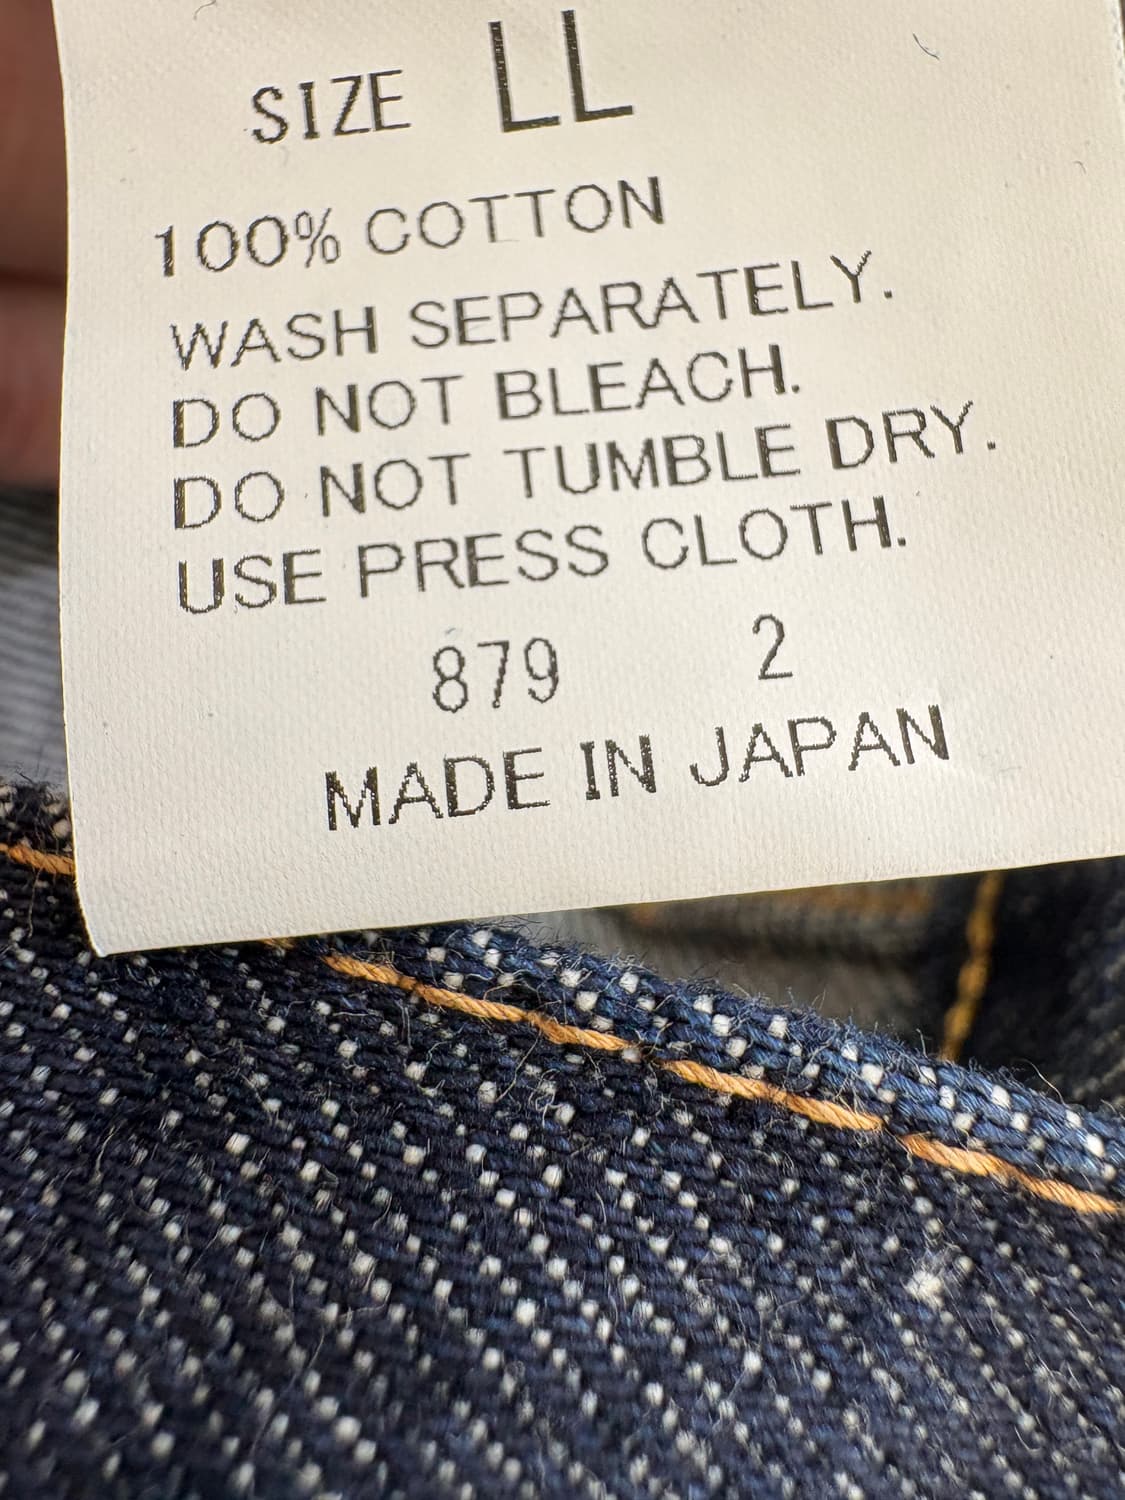 SIZE LL
100% COTTON
WASH SEPARATELY.
DO NOT BLEACH.
DO NOT TUMBLE DRY.
USE PRESS CLOTH.
879 2
MADE IN JAPAN